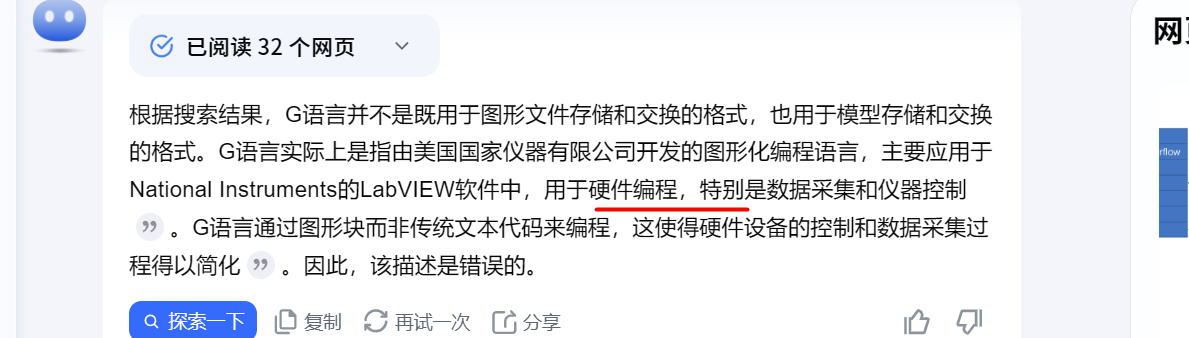 已阅读 32 个网页
网
根据搜索结果，G语言并不是既用于图形文件存储和交换的格式，也用于模型存储和交换
的格式。G语言实际上是指由美国国家仪器有限公司开发的图形化编程语言，主要应用于
National Instruments的LabVIEW软件中，用于硬件编程，特别是数据采集和仪器控制
rflow
。G语言通过图形块而非传统文本代码来编程，这使得硬件设备的控制和数据采集过
程得以简化 。因此，该描述是错误的。
探索一下 复制 再试一次 分享